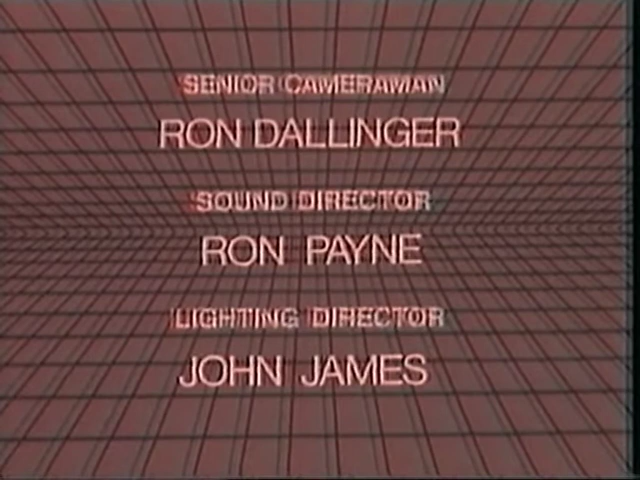 SENIOR CAMERAMAN
RON DALLINGER
SOUND DIRECTOR
RON PAYNE
LIGHTING DIRECTOR
JOHN JAMES